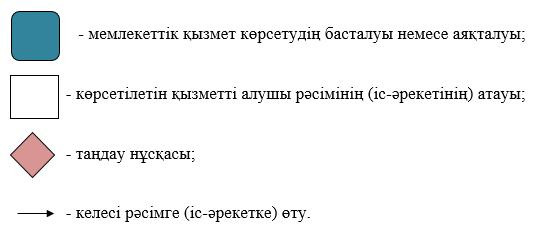 - мемлекеттік қызмет көрсетудің басталуы немесе аяқталуы;
- көрсетілетін қызметті алушы рәсімінің (іс-әрекетінің) атауы;
- таңдау нұсқасы;
- келесі рәсімге (іс-әрекетке) өту.